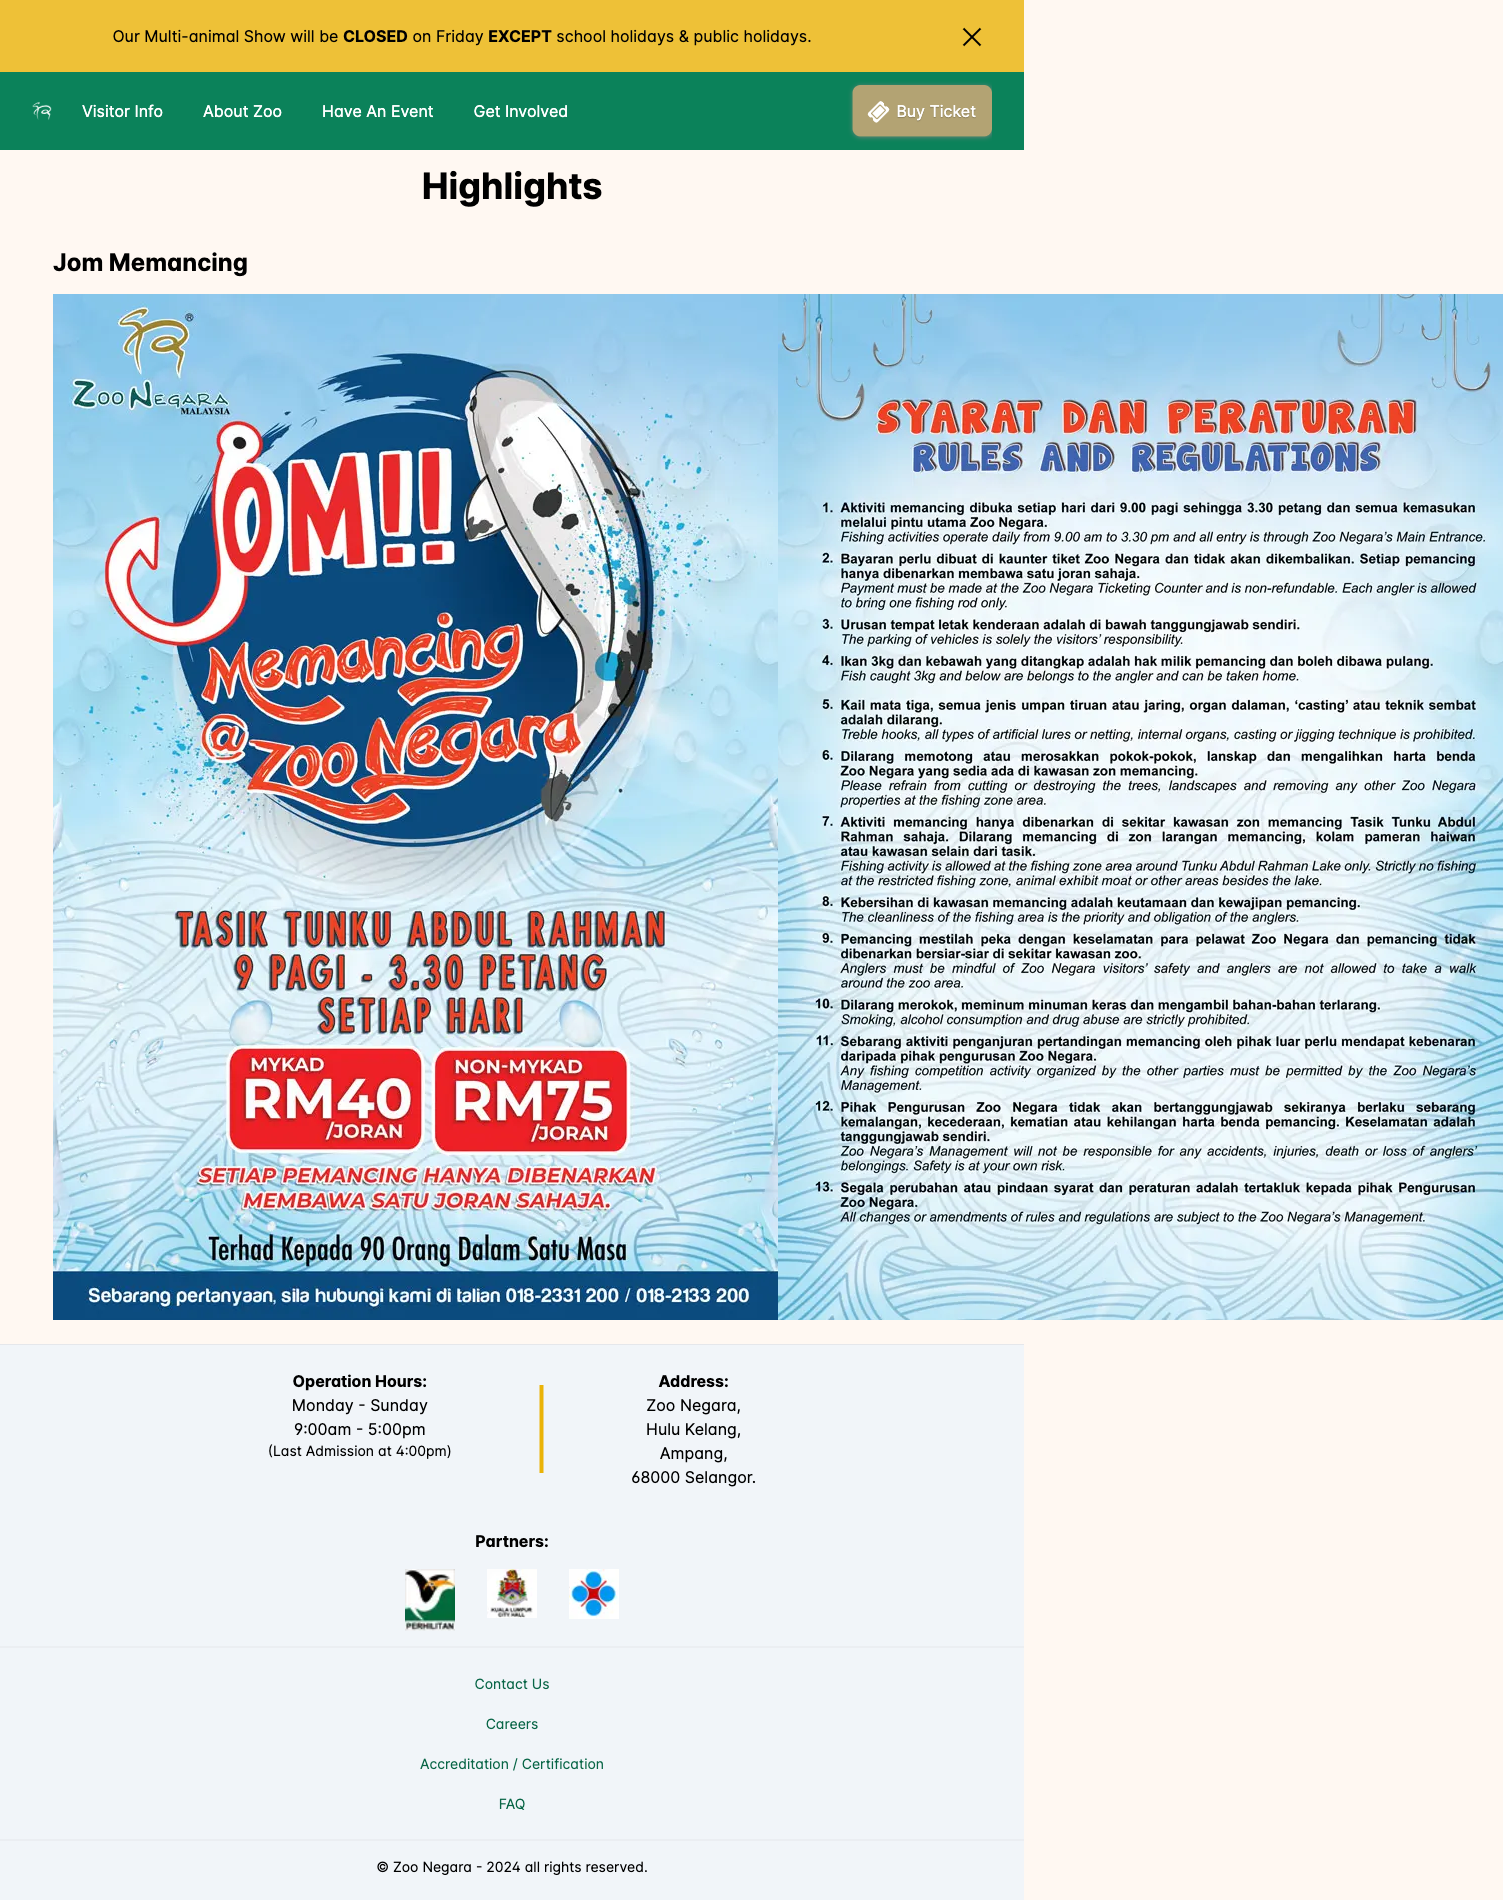 Our Multi-animal Show will be CLOSED on Friday EXCEPT school holidays & public holidays.
Visitor Info
About Zoo
Have An Event
Get Involved
Buy Ticket
Highlights
Jom Memancing
ZOO NEGARA
MALAYSIA
®
JOM!!
Memancing
@
Zoo Negara
TASIK TUNKU ABDUL RAHMAN
9 PAGI - 3.30 PETANG
SETIAP HARI
MYKAD
RM40
/JORAN
NON-MYKAD
RM75
/JORAN
SETIAP PEMANCING HANYA DIBENARKAN
MEMBAWA SATU JORAN SAHAJA.
Terhad Kepada 90 Orang Dalam Satu Masa
Sebarang pertanyaan, sila hubungi kami di talian 018-2331 200 / 018-2133 200
SYARAT DAN PERATURAN
RULES AND REGULATIONS
1. Aktiviti memancing dibuka setiap hari dari 9.00 pagi sehingga 3.30 petang dan semua kemasukan
melalui pintu utama Zoo Negara.
Fishing activities operate daily from 9.00 am to 3.30 pm and all entry is through Zoo Negara's Main Entrance.
2. Bayaran perlu dibuat di kaunter tiket Zoo Negara dan tidak akan dikembalikan. Setiap pemancing
hanya dibenarkan membawa satu joran sahaja.
Payment must be made at the Zoo Negara Ticketing Counter and is non-refundable. Each angler is allowed
to bring one fishing rod only.
3. Urusan tempat letak kenderaan adalah di bawah tanggungjawab sendiri.
The parking of vehicles is solely the visitors' responsibility.
4. Ikan 3kg dan kebawah yang ditangkap adalah hak milik pemancing dan boleh dibawa pulang.
Fish caught 3kg and below are belongs to the angler and can be taken home.
5. Kail mata tiga, semua jenis umpan tiruan atau jaring, organ dalaman, 'casting' atau teknik sembat
adalah dilarang.
Treble hooks, all types of artificial lures or netting, internal organs, casting or jigging technique is prohibited.
6. Dilarang memotong atau merosakkan pokok-pokok, lanskap dan mengalihkan harta benda
Zoo Negara yang sedia ada di kawasan zon memancing.
Please refrain from cutting or destroying the trees, landscapes and removing any other Zoo Negara
properties at the fishing zone area.
7. Aktiviti memancing hanya dibenarkan di sekitar kawasan zon memancing Tasik Tunku Abdul
Rahman sahaja. Dilarang memancing di zon larangan memancing, kolam pameran haiwan
atau kawasan selain dari tasik.
Fishing activity is allowed at the fishing zone area around Tunku Abdul Rahman Lake only. Strictly no fishing
at the restricted fishing zone, animal exhibit moat or other areas besides the lake.
8. Kebersihan di kawasan memancing adalah keutamaan dan kewajipan pemancing.
The cleanliness of the fishing area is the priority and obligation of the anglers.
9. Pemancing mestilah peka dengan keselamatan para pelawat Zoo Negara dan pemancing tidak
dibenarkan bersiar-siar di sekitar kawasan zoo.
Anglers must be mindful of Zoo Negara visitors' safety and anglers are not allowed to take a walk
around the zoo area.
10. Dilarang merokok, meminum minuman keras dan mengambil bahan-bahan terlarang.
Smoking, alcohol consumption and drug abuse are strictly prohibited.
11. Sebarang aktiviti penganjuran pertandingan memancing oleh pihak luar perlu mendapat kebenaran
daripada pihak pengurusan Zoo Negara.
Any fishing competition activity organized by the other parties must be permitted by the Zoo Negara's
Management.
12. Pihak Pengurusan Zoo Negara tidak akan bertanggungjawab sekiranya berlaku sebarang
kemalangan, kecederaan, kematian atau kehilangan harta benda pemancing. Keselamatan adalah
tanggungjawab sendiri.
Zoo Negara's Management will not be responsible for any accidents, injuries, death or loss of anglers'
belongings. Safety is at your own risk.
13. Segala perubahan atau pindaan syarat dan peraturan adalah tertakluk kepada pihak Pengurusan
Zoo Negara.
All changes or amendments of rules and regulations are subject to the Zoo Negara's Management.
Operation Hours:
Monday - Sunday
9:00am - 5:00pm
(Last Admission at 4:00pm)
Address:
Zoo Negara,
Hulu Kelang,
Ampang,
68000 Selangor.
Partners:
PERHILITAN
KUALA LUMPUR
CITY HALL
Contact Us
Careers
Accreditation / Certification
FAQ
© Zoo Negara - 2024 all rights reserved.